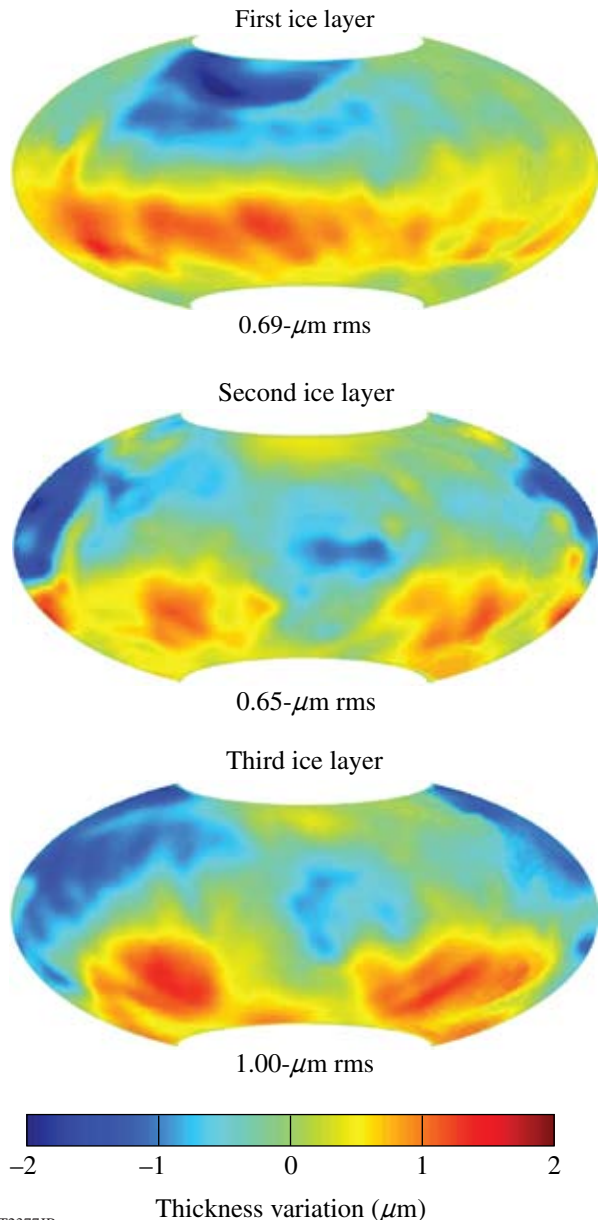 First ice layer
0.69-μm rms
Second ice layer
0.65-μm rms
Third ice layer
1.00-μm rms
–2 –1 0 1 2
Thickness variation (μm)